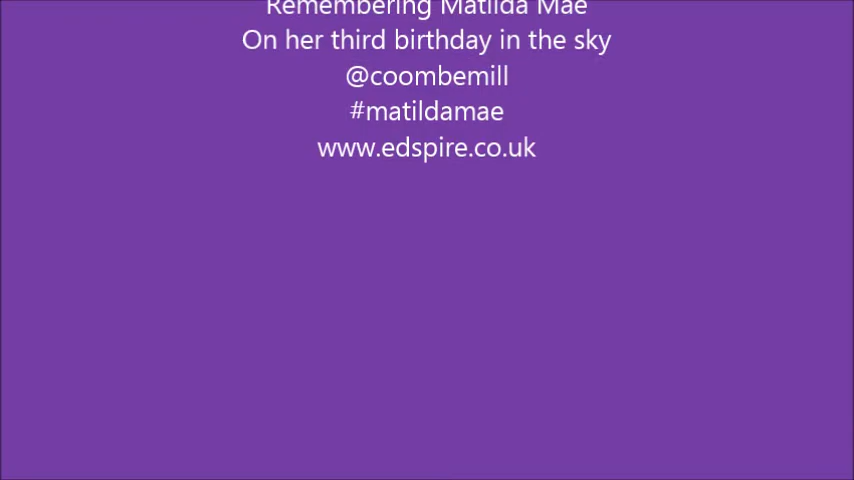 Remembering Matilda Mae
On her third birthday in the sky
@coombemill
#matildamae
www.edspire.co.uk